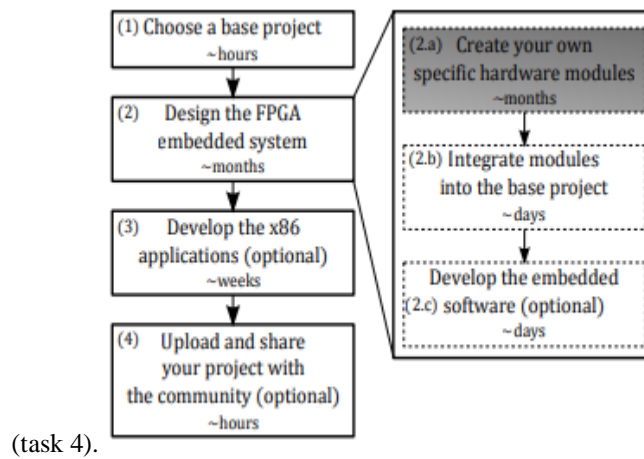 (1) Choose a base project
~hours
(2) Design the FPGA
embedded system
~months
(3) Develop the x86
applications (optional)
~weeks
(4) Upload and share
your project with
the community (optional)
~hours
(2.a) Create your own
specific hardware modules
~months
(2.b) Integrate modules
into the base project
~days
Develop the embedded
(2.c) software (optional)
~days
(task 4).